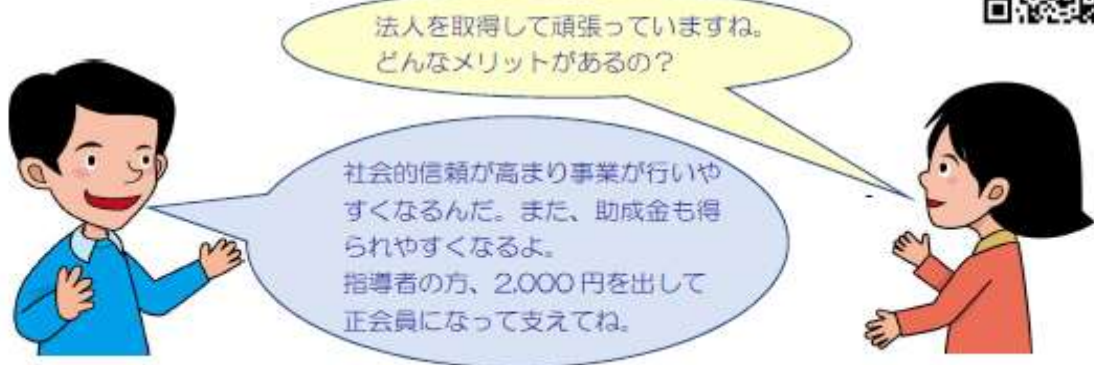 法人を取得して頑張っていますね。
どんなメリットがあるの？
社会的信頼が高まり事業が行いや
すくなるんだ。また、助成金も得
られやすくなるよ。
指導者の方、2,000 円を出して
正会員になって支えてね。